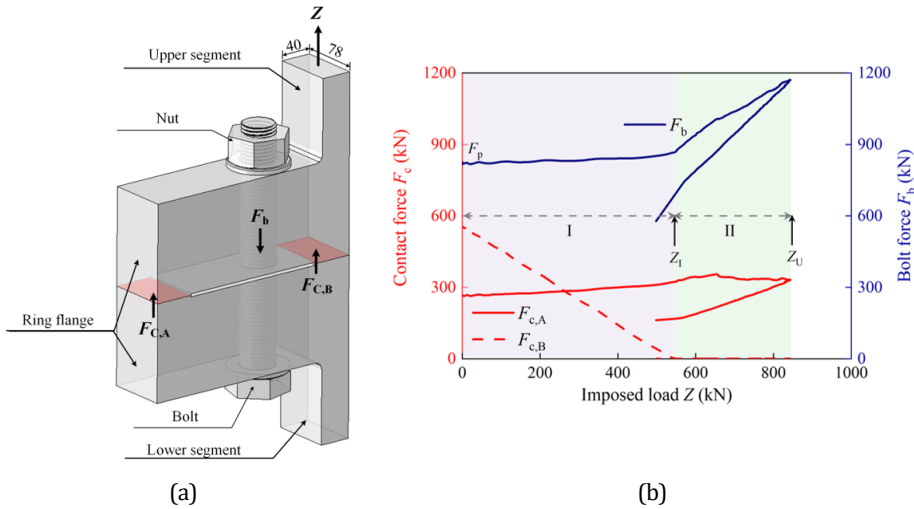 Z
40
78
Upper segment
Nut
F_b
F_C,B
F_C,A
Ring flange
Bolt
Lower segment
(a)
1200
900
600
300
0
Contact force F_c (kN)
F_p
F_b
I
II
Z_I
Z_U
F_c,A
F_c,B
0
200
400
600
800
1000
Imposed load Z (kN)
1200
900
600
300
0
Bolt force F_b (kN)
(b)